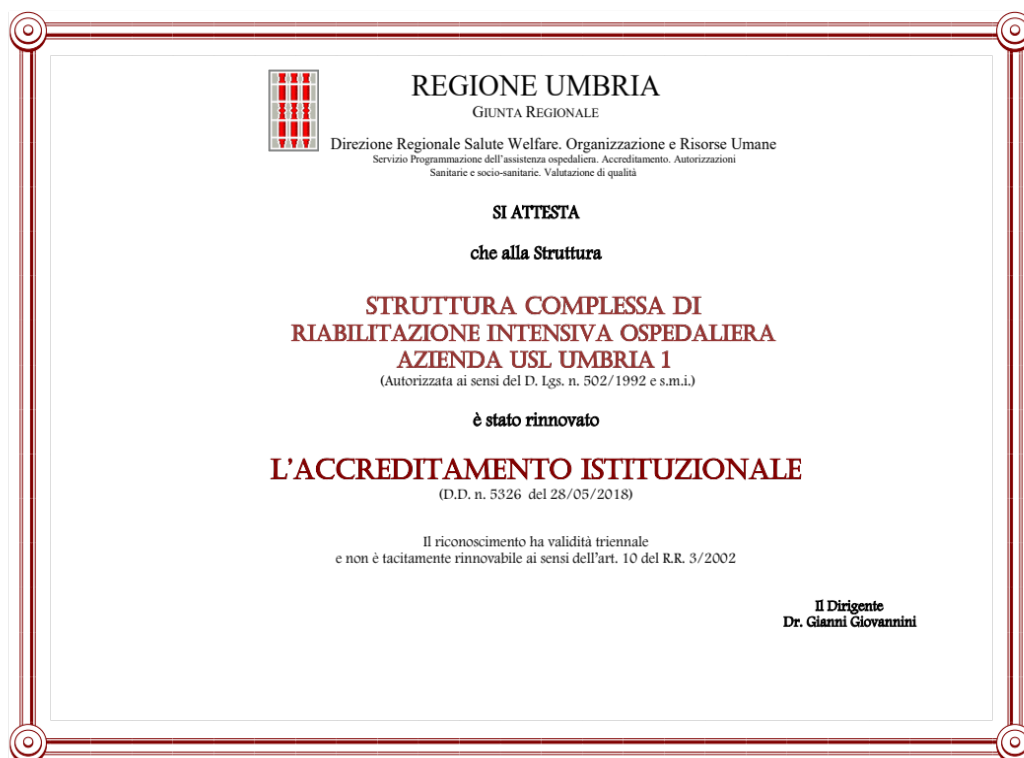 REGIONE UMBRIA
GIUNTA REGIONALE
Direzione Regionale Salute Welfare. Organizzazione e Risorse Umane
Servizio Programmazione dell'assistenza ospedaliera. Accreditamento. Autorizzazioni
Sanitarie e socio-sanitarie. Valutazione di qualità
SI ATTESTA
che alla Struttura
STRUTTURA COMPLESSA DI
RIABILITAZIONE INTENSIVA OSPEDALIERA
AZIENDA USL UMBRIA 1
(Autorizzata ai sensi del D. Lgs. n. 502/1992 e s.m.i.)
è stato rinnovato
L'ACCREDITAMENTO ISTITUZIONALE
(D.D. n. 5326 del 28/05/2018)
Il riconoscimento ha validità triennale
e non è tacitamente rinnovabile ai sensi dell'art. 10 del R.R. 3/2002
Il Dirigente
Dr. Gianni Giovannini